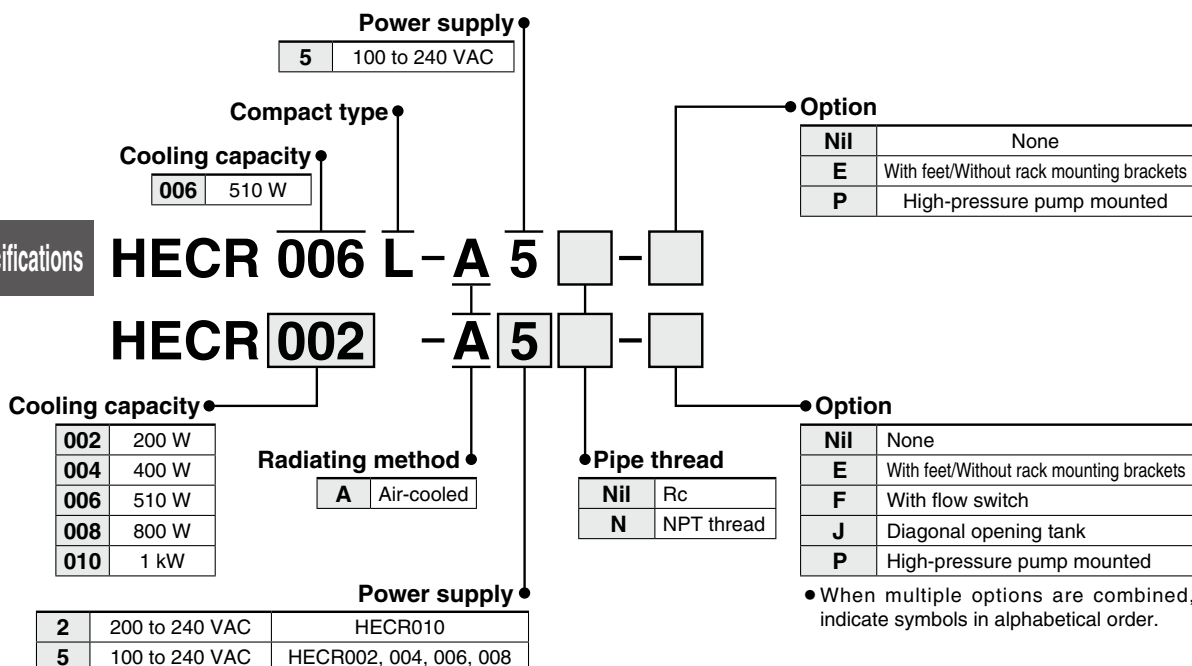 Power supply
5 100 to 240 VAC
Compact type
Cooling capacity
006 510 W
Option
Nil None
E With feet/Without rack mounting brackets
P High-pressure pump mounted
ifications
HECR 006 L – A 5 –
HECR 002 – A 5 –
Cooling capacity
002 200 W
004 400 W
006 510 W
008 800 W
010 1 kW
Radiating method
A Air-cooled
Pipe thread
Nil Rc
N NPT thread
Option
Nil None
E With feet/Without rack mounting brackets
F With flow switch
J Diagonal opening tank
P High-pressure pump mounted
● When multiple options are combined,
indicate symbols in alphabetical order.
Power supply
2 200 to 240 VAC HECR010
5 100 to 240 VAC HECR002, 004, 006, 008